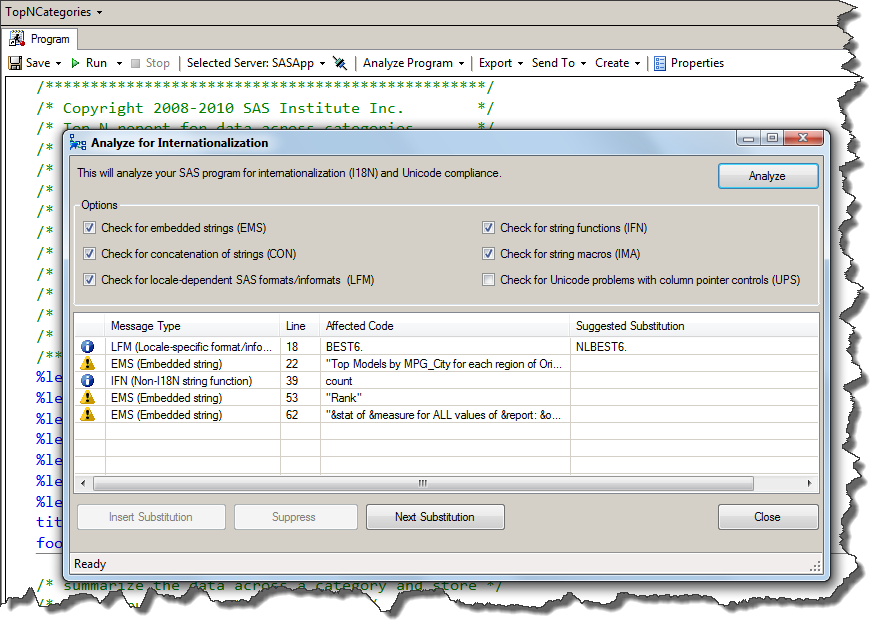 TopNCategories
Program
Save Run Stop Selected Server: SASApp Analyze Program Export Send To Create Properties
/**************************************************/
/* Copyright 2008-2010 SAS Institute Inc. */
/* Top N report for data across categories */
/*
Analyze for Internationalization
/*
This will analyze your SAS program for internationalization (I18N) and Unicode compliance.
Analyze
/*
Options
/*
Check for embedded strings (EMS) Check for string functions (IFN)
/*
Check for concatenation of strings (CON) Check for string macros (IMA)
/*
Check for locale-dependent SAS formats/informats (LFM) Check for Unicode problems with column pointer controls (UPS)
/*
/*
Message Type Line Affected Code Suggested Substitution
/*
LFM (Locale-specific format/info... 18 BEST6. NLBEST6.
/**
EMS (Embedded string) 22 "Top Models by MPG_City for each region of Ori...
%le
IFN (Non-I18N string function) 39 count
%le
EMS (Embedded string) 53 "Rank"
%le
EMS (Embedded string) 62 "&stat of &measure for ALL values of &report: &o...
%le
%le
%le
%le
tit
Insert Substitution Suppress Next Substitution Close
foo
Ready
/* summarize the data across a category and store */
/*